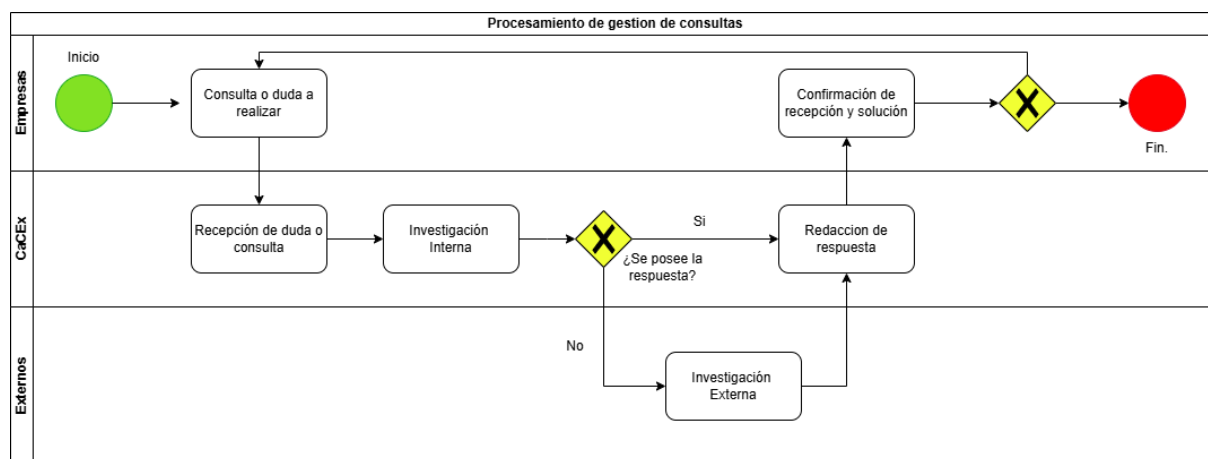 Procesamiento de gestion de consultas
Empresas
Inicio
Consulta o duda a
realizar
Confirmación de
recepción y solución
Fin.
CaCEx
Recepción de duda o
consulta
Investigación
Interna
Si
¿Se posee la
respuesta?
Redaccion de
respuesta
Externos
No
Investigación
Externa